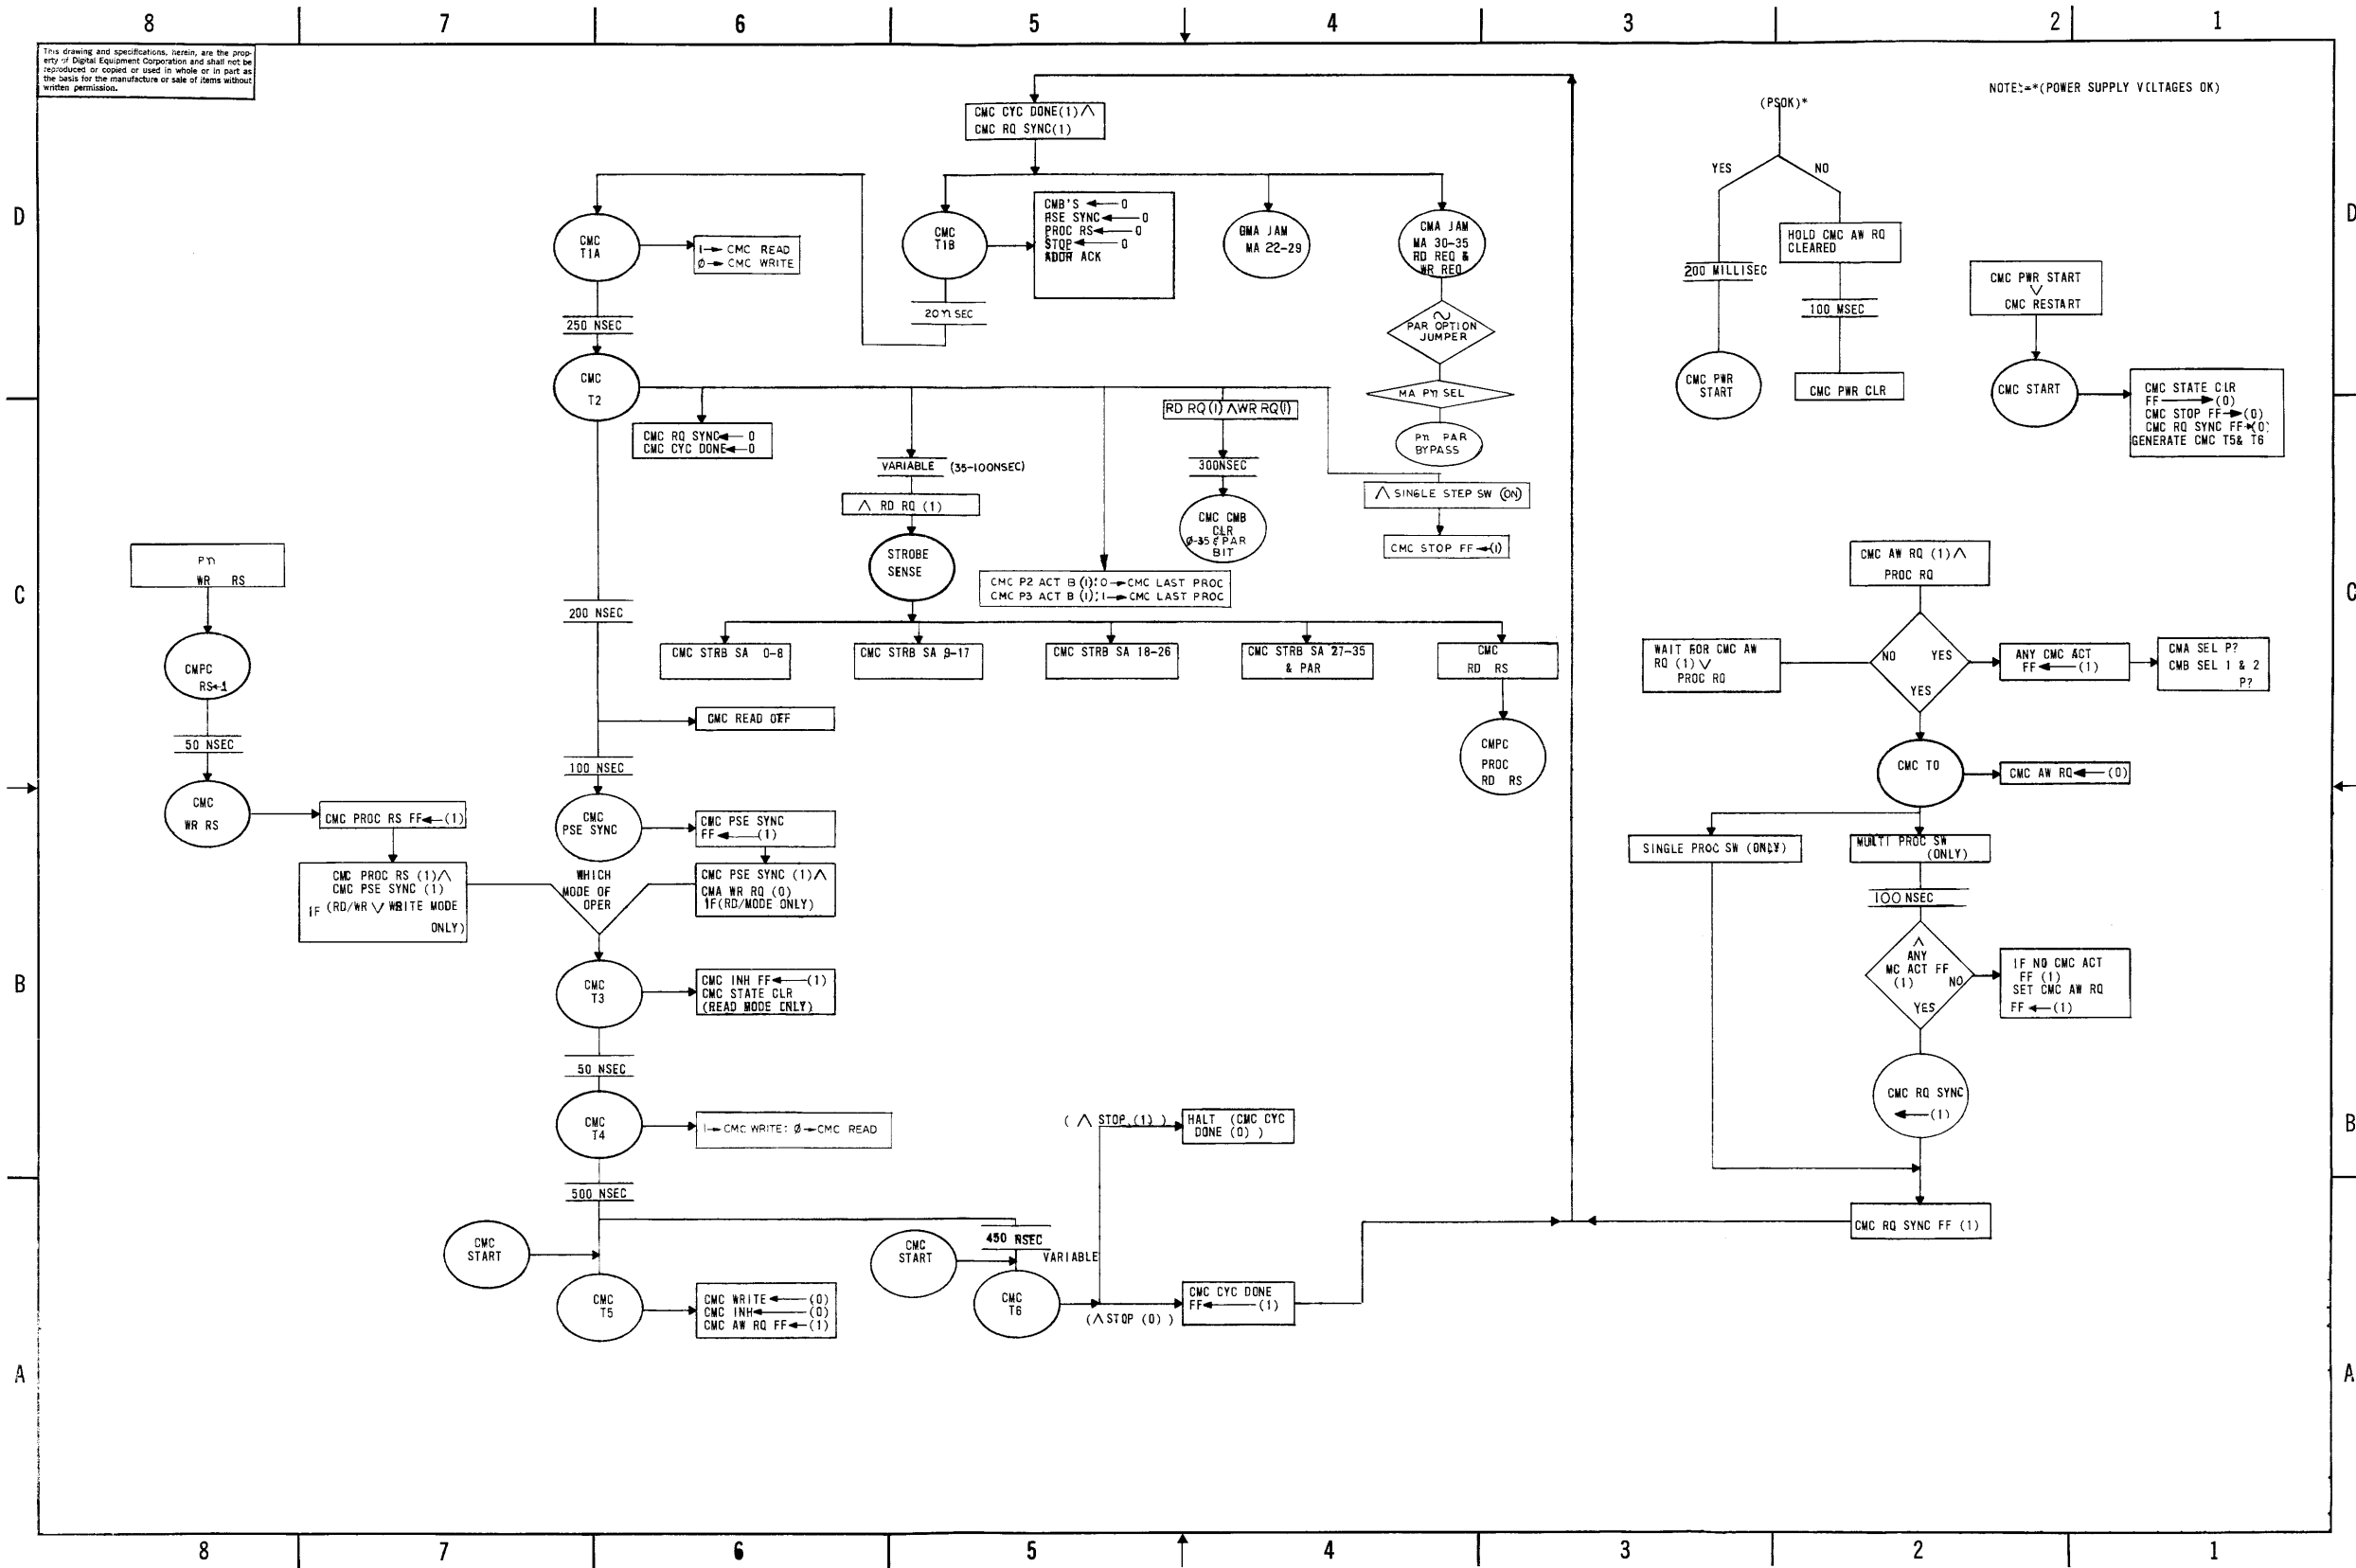 8 7 6 5 4 3 2 1
This drawing and specifications, herein, are the prop-
erty of Digital Equipment Corporation and shall not be
reproduced or copied or used in whole or in part as
the basis for the manufacture or sale of items without
written permission.
NOTE:=*(POWER SUPPLY VOLTAGES OK)
D
D
CMC CYC DONE(1)∧
CMC RQ SYNC(1)
CMC
T1A
1→ CMC READ
Ø→ CMC WRITE
CMC
T1B
CMB'S ← 0
RSE SYNC ← 0
PROC RS ← 0
STOP ← 0
ADDR ACK
20 n SEC
CMA JAM
MA 22-29
CMA JAM
MA 30-35
RD REQ &
WR REQ
~
PAR OPTION
JUMPER
MA Pn SEL
Pn PAR
BYPASS
250 NSEC
CMC
T2
(PSOK)*
YES
NO
200 MILLISEC
HOLD CMC AW RQ
CLEARED
100 MSEC
CMC PWR
START
CMC PWR CLR
CMC PWR START
∨
CMC RESTART
CMC START
CMC STATE CLR
FF → (0)
CMC STOP FF→(0)
CMC RQ SYNC FF→(0)
GENERATE CMC T5& T6
C
C
CMC RQ SYNC← 0
CMC CYC DONE← 0
VARIABLE (35-100NSEC)
∧ RD RQ (1)
STROBE
SENSE
RD RQ (1) ∧WR RQ(1)
300NSEC
CMC CMB
CLR
Ø-35 & PAR
BIT
∧ SINGLE STEP SW (ON)
CMC STOP FF ←(1)
CMC P2 ACT B (1):0→CMC LAST PROC
CMC P3 ACT B (1);1→CMC LAST PROC
CMC STRB SA 0-8
CMC STRB SA 9-17
CMC STRB SA 18-26
CMC STRB SA 27-35
& PAR
CMC
RD RS
CMPC
PROC
RD RS
200 NSEC
CMC READ OFF
100 NSEC
Pn
WR RS
CMPC
RS←1
50 NSEC
CMC
WR RS
CMC PROC RS FF←(1)
CMC
PSE SYNC
CMC PSE SYNC
FF ← (1)
CMC PROC RS (1)∧
CMC PSE SYNC (1)
IF (RD/WR ∨ WRITE MODE
ONLY)
WHICH
MODE OF
OPER
CMC PSE SYNC (1)∧
CMA WR RQ (0)
IF(RD/MODE ONLY)
CMC AW RQ (1)∧
PROC RQ
WAIT FOR CMC AW
RQ (1) ∨
PROC RQ
NO YES
YES
ANY CMC ACT
FF ← (1)
CMA SEL P?
CMB SEL 1 & 2
P?
CMC T0
CMC AW RQ← (0)
SINGLE PROC SW (ONLY)
MULTI PROC SW
(ONLY)
100 NSEC
B
B
∧
ANY
MC ACT FF
(1) NO
YES
IF NO CMC ACT
FF (1)
SET CMC AW RQ
FF ← (1)
CMC RQ SYNC
← (1)
CMC RQ SYNC FF (1)
CMC
T3
CMC INH FF← (1)
CMC STATE CLR
(READ MODE ONLY)
50 NSEC
CMC
T4
1→CMC WRITE: Ø→CMC READ
500 NSEC
( ∧ STOP (1) )
HALT (CMC CYC
DONE (0) )
A
A
CMC
START
CMC
T5
CMC WRITE← (0)
CMC INH← (0)
CMC AW RQ FF←(1)
CMC
START
450 NSEC
VARIABLE
CMC
T6
(∧STOP (0) )
CMC CYC DONE
FF← (1)
8 7 6 5 4 3 2 1